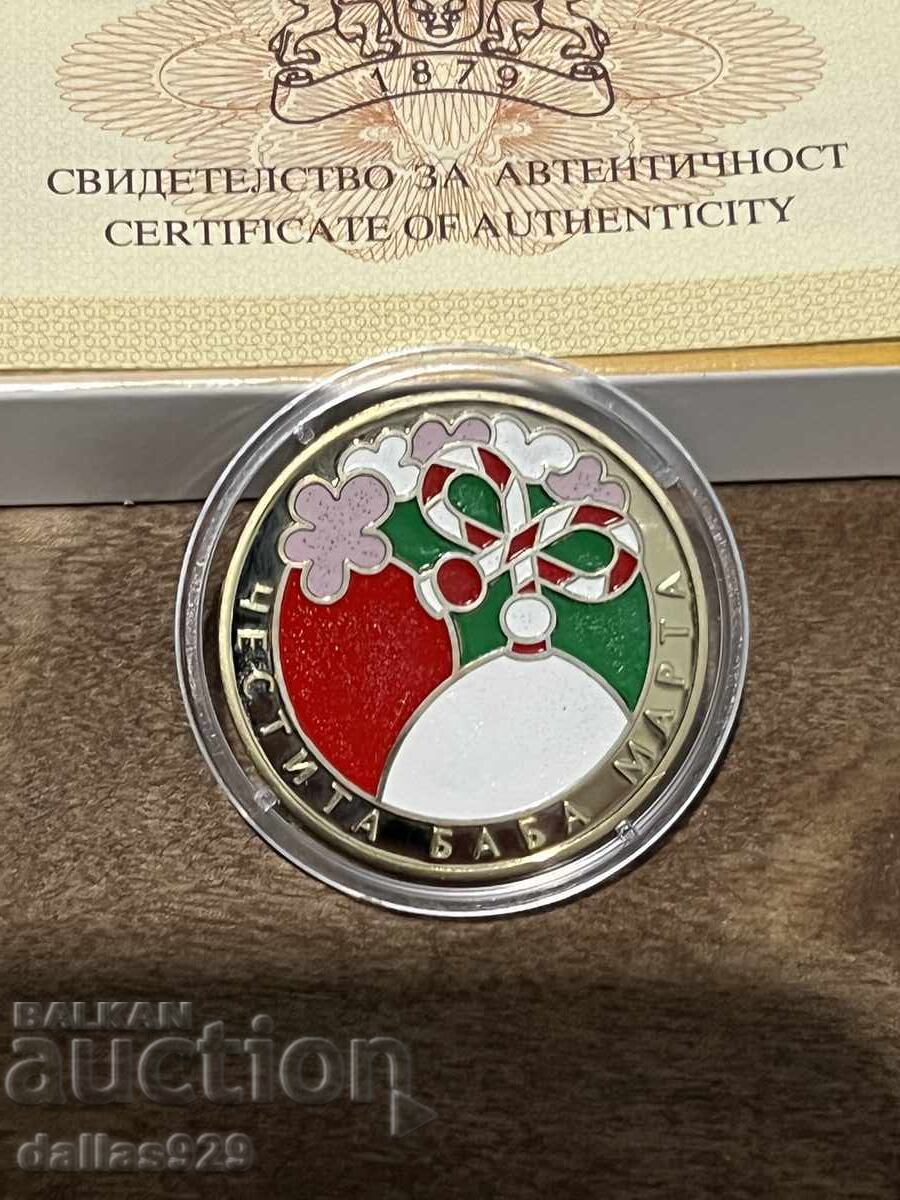 1879
СВИДЕТЕЛСТВО ЗА АВТЕНТИЧНОСТ
CERTIFICATE OF AUTHENTICITY
ЧЕСТИТА БАБА МАРТА
BALKAN
auction
dallas929